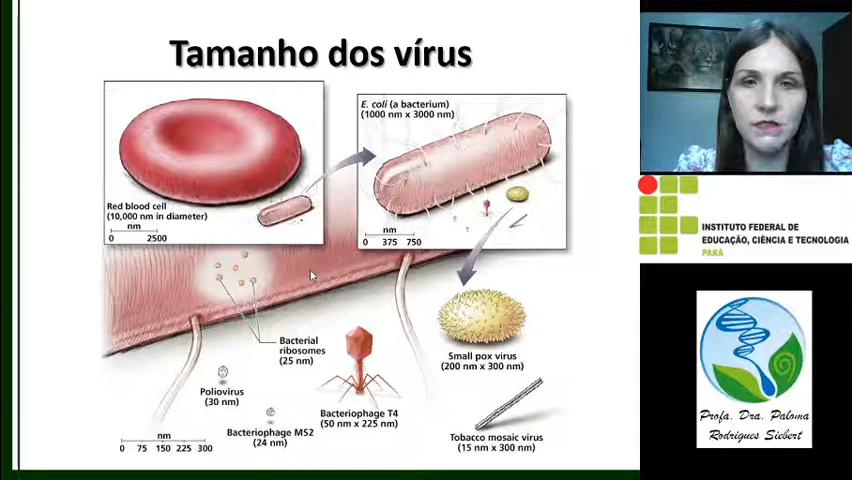 Tamanho dos vírus
E. coli (a bacterium)
(1000 nm x 3000 nm)
Red blood cell
(10,000 nm in diameter)
nm
0 2500
nm
0 375 750
Bacterial
ribosomes
(25 nm)
Small pox virus
(200 nm x 300 nm)
Poliovirus
(30 nm)
Bacteriophage T4
(50 nm x 225 nm)
Bacteriophage MS2
(24 nm)
Tobacco mosaic virus
(15 nm x 300 nm)
nm
0 75 150 225 300
INSTITUTO FEDERAL DE
EDUCAÇÃO, CIÊNCIA E TECNOLOGIA
PARÁ
Profa. Dra. Paloma
Rodrigues Siebert